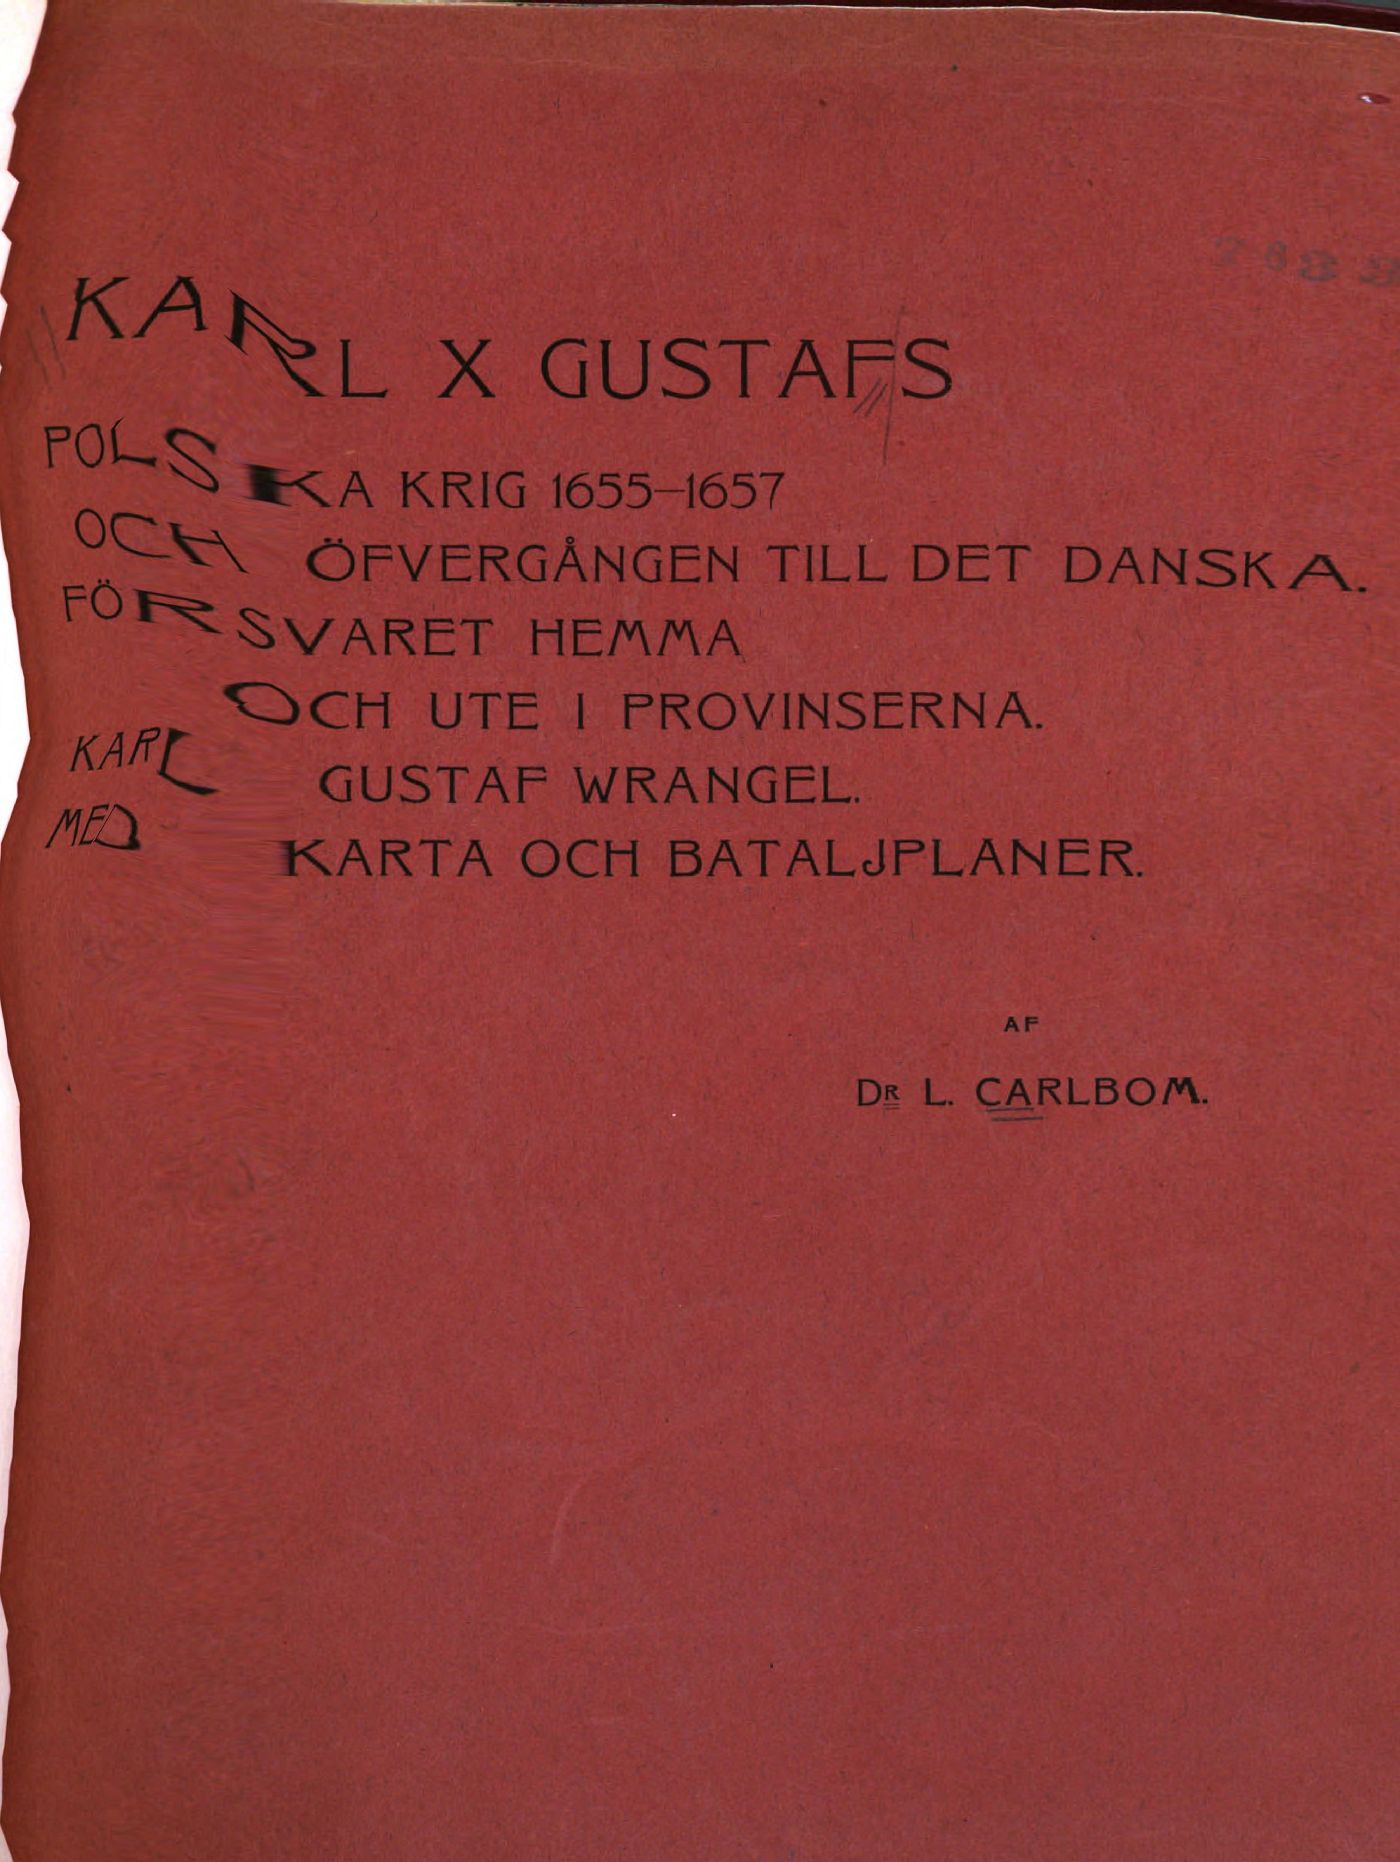 KARL X GUSTAFS
POLSKA KRIG 1655–1657
OCH ÖFVERGÅNGEN TILL DET DANSKA.
FÖRSVARET HEMMA
OCH UTE I PROVINSERNA.
KARL GUSTAF WRANGEL.
MED KARTA OCH BATALJPLANER.
AF
DR L. CARLBOM.